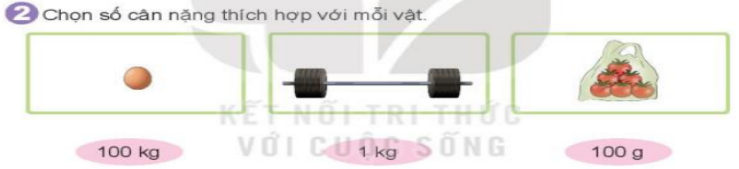 2 Chọn số cân nặng thích hợp với mỗi vật.
KẾT NỐI TRI THỨC
VỚI CUỘC SỐNG
100 kg 1 kg 100 g